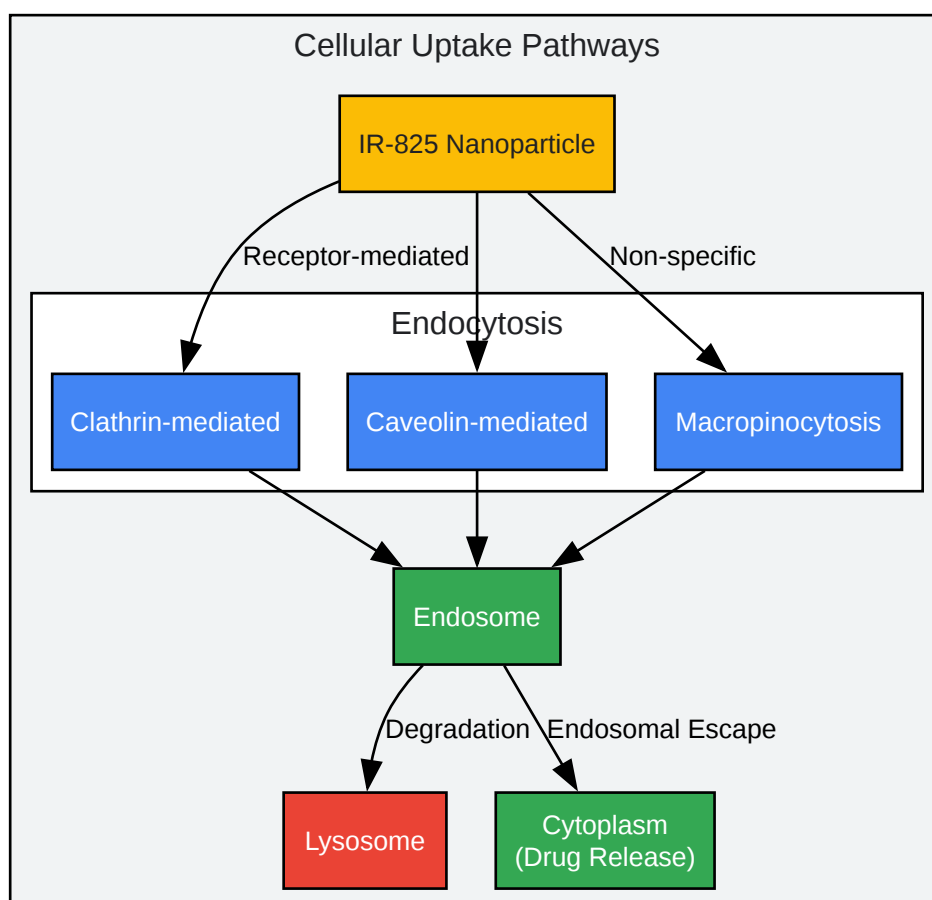 Cellular Uptake Pathways
IR-825 Nanoparticle
Receptor-mediated
Non-specific
Endocytosis
Clathrin-mediated
Caveolin-mediated
Macropinocytosis
Endosome
Degradation
Endosomal Escape
Lysosome
Cytoplasm
(Drug Release)